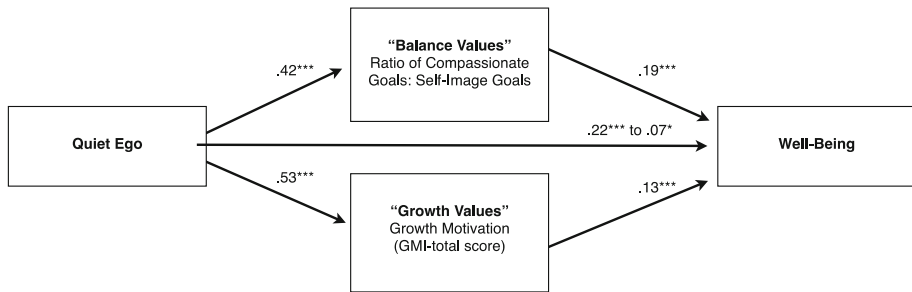 “Balance Values”
Ratio of Compassionate
Goals: Self-Image Goals
.42***
.19***
Quiet Ego
.22*** to .07*
Well-Being
.53***
.13***
“Growth Values”
Growth Motivation
(GMI-total score)